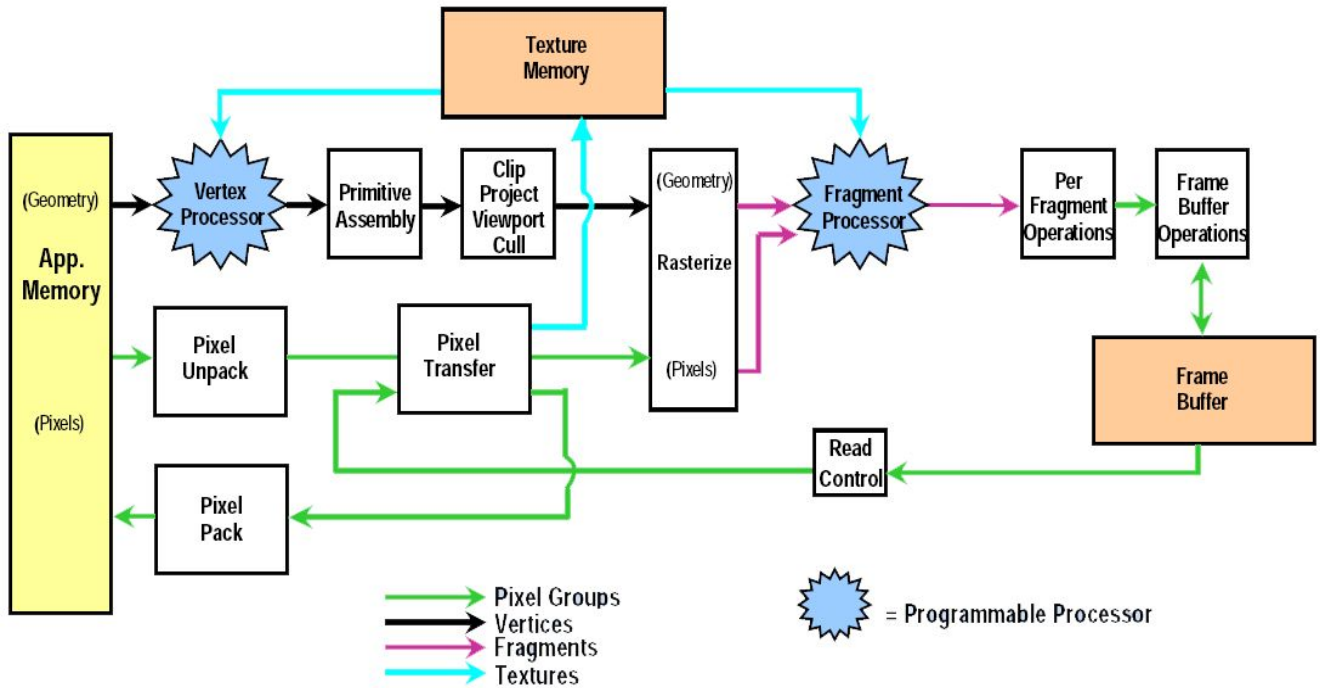 Texture
Memory
(Geometry)
App.
Memory
(Pixels)
Vertex
Processor
Primitive
Assembly
Clip
Project
Viewport
Cull
(Geometry)
Rasterize
(Pixels)
Fragment
Processor
Per
Fragment
Operations
Frame
Buffer
Operations
Pixel
Unpack
Pixel
Transfer
Frame
Buffer
Read
Control
Pixel
Pack
Pixel Groups
Vertices
Fragments
Textures
= Programmable Processor